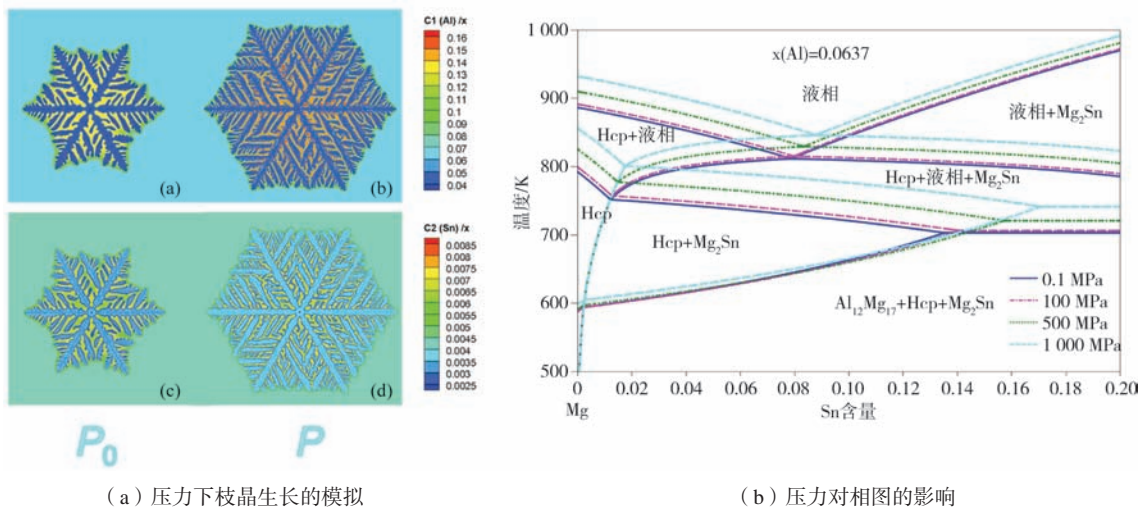 C1 (Al) /x
0.16
0.15
0.14
0.13
0.12
0.11
0.1
0.09
0.08
0.07
0.06
0.05
0.04
(a)
(b)
C2 (Sn) /x
0.0085
0.008
0.0075
0.007
0.0065
0.006
0.0055
0.005
0.0045
0.004
0.0035
0.003
0.0025
(c)
(d)
P₀
P
(a)压力下枝晶生长的模拟
1 000
900
800
700
600
500
温度/K
x(Al)=0.0637
液相
液相+Mg₂Sn
Hcp+液相
Hcp+液相+Mg₂Sn
Hcp
Hcp+Mg₂Sn
Al₁₂Mg₁₇+Hcp+Mg₂Sn
0.1 MPa
100 MPa
500 MPa
1 000 MPa
0 0.02 0.04 0.06 0.08 0.10 0.12 0.14 0.16 0.18 0.20
Mg
Sn含量
(b)压力对相图的影响